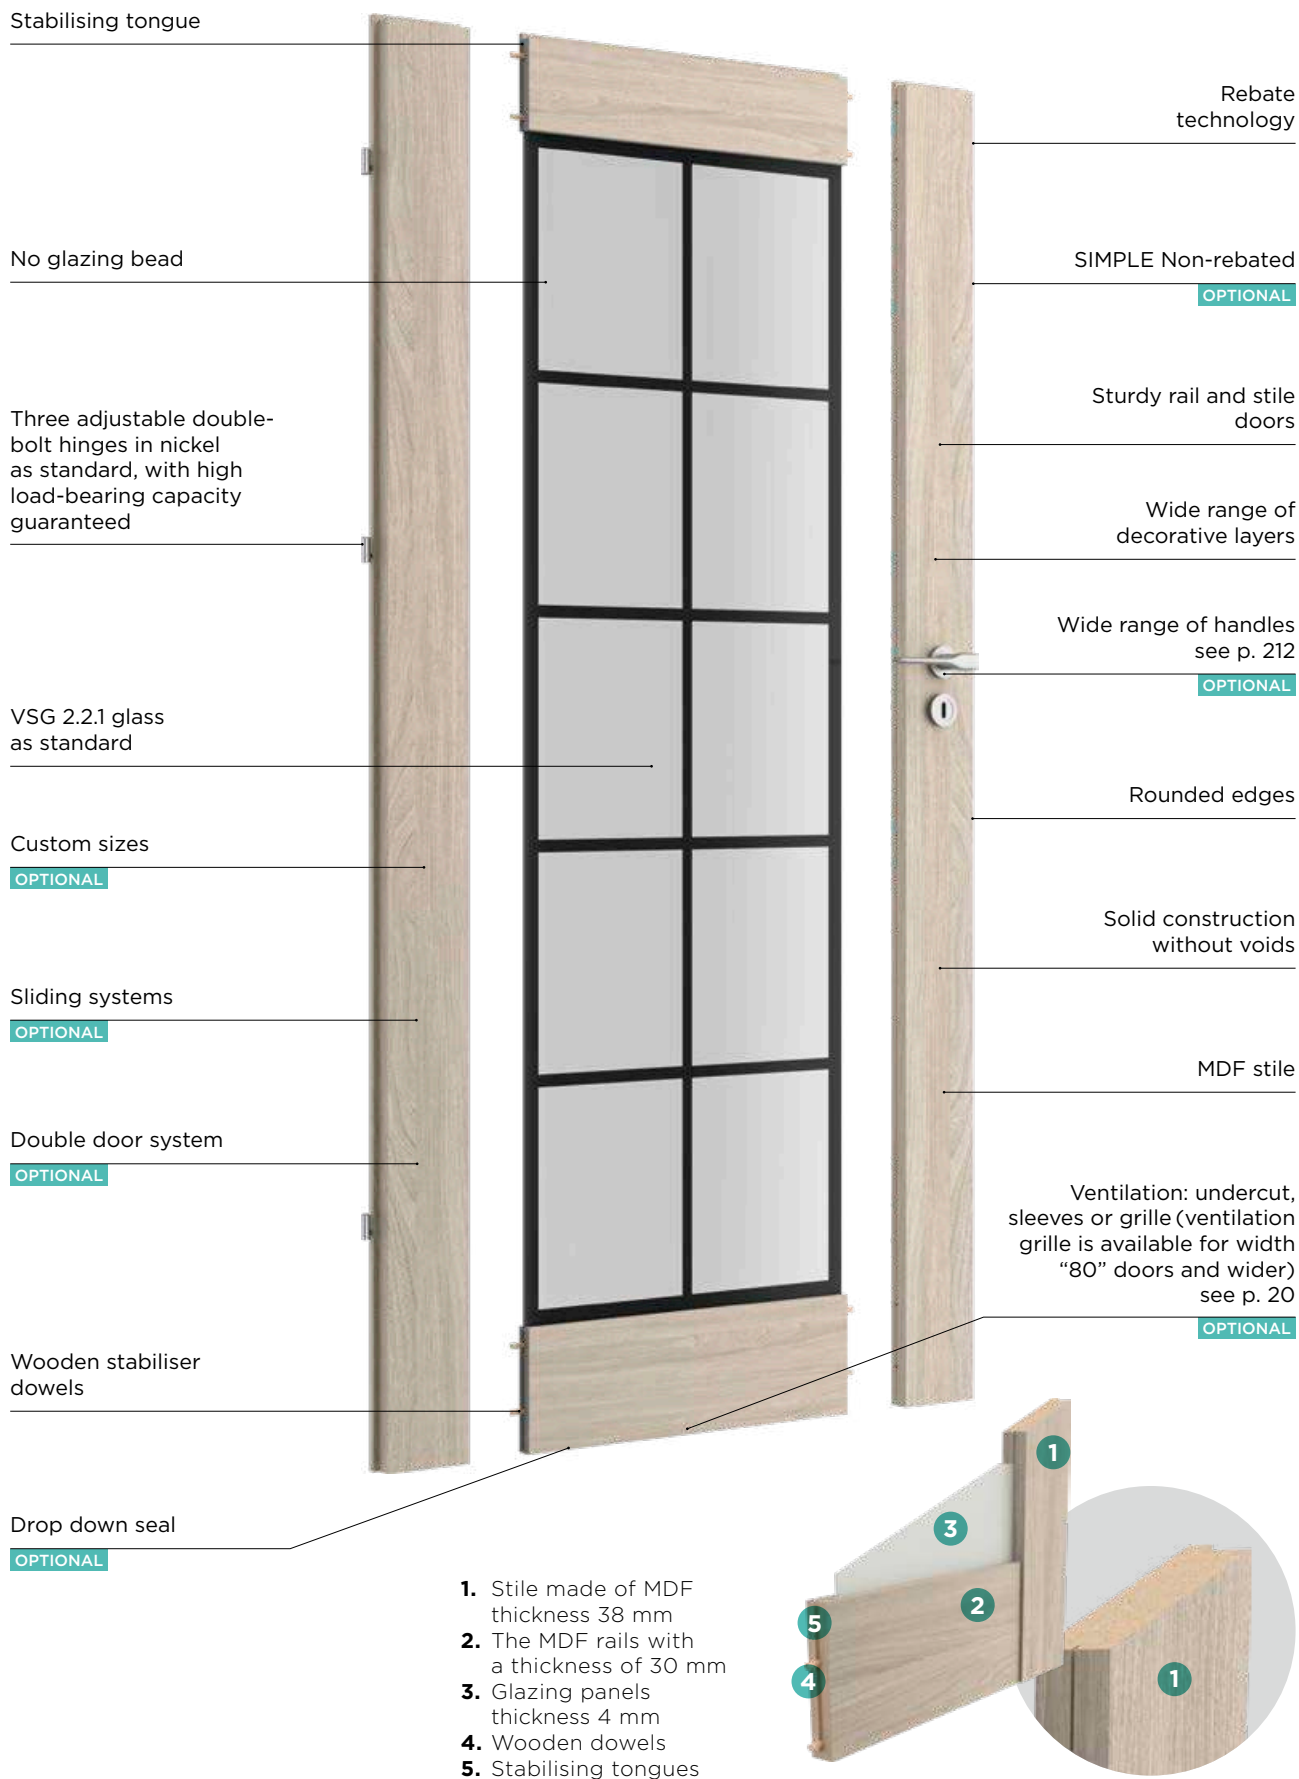 Stabilising tongue
No glazing bead
Three adjustable double-
bolt hinges in nickel
as standard, with high
load-bearing capacity
guaranteed
VSG 2.2.1 glass
as standard
Custom sizes
OPTIONAL
Sliding systems
OPTIONAL
Double door system
OPTIONAL
Wooden stabiliser
dowels
Drop down seal
OPTIONAL
Rebate
technology
SIMPLE Non-rebated
OPTIONAL
Sturdy rail and stile
doors
Wide range of
decorative layers
Wide range of handles
see p. 212
OPTIONAL
Rounded edges
Solid construction
without voids
MDF stile
Ventilation: undercut,
sleeves or grille (ventilation
grille is available for width
“80” doors and wider)
see p. 20
OPTIONAL
1. Stile made of MDF
thickness 38 mm
2. The MDF rails with
a thickness of 30 mm
3. Glazing panels
thickness 4 mm
4. Wooden dowels
5. Stabilising tongues
1
3
2
5
4
1